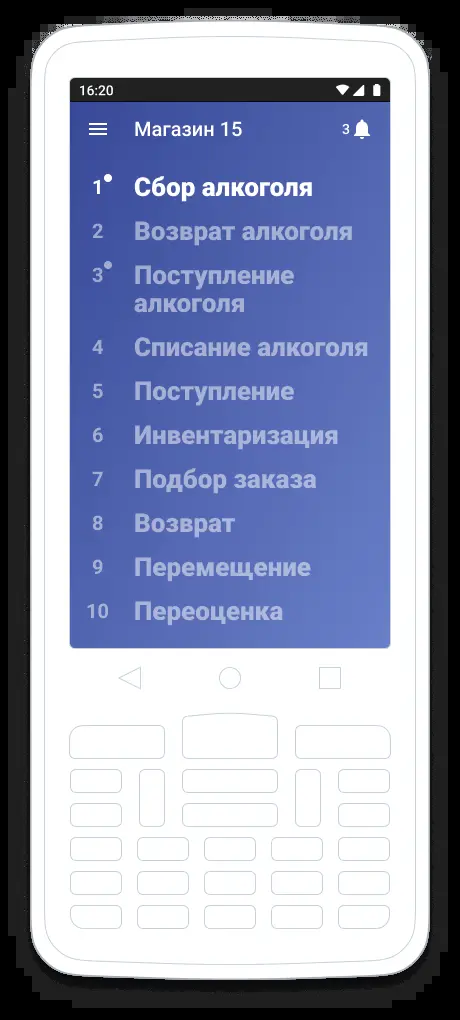 16:20
Магазин 15
3
1 Сбор алкоголя
2 Возврат алкоголя
3 Поступление
алкоголя
4 Списание алкоголя
5 Поступление
6 Инвентаризация
7 Подбор заказа
8 Возврат
9 Перемещение
10 Переоценка